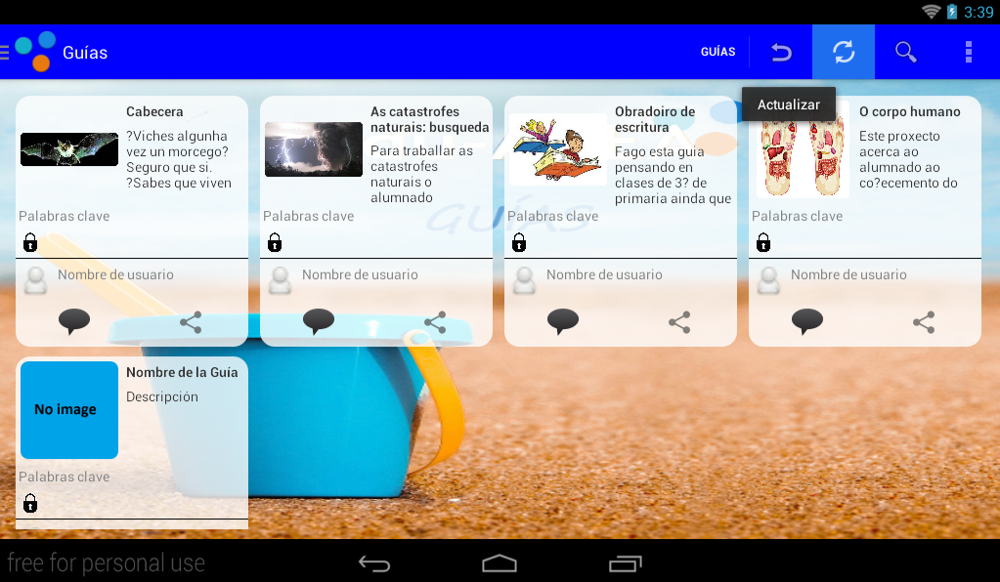 3:39
Guías
GUÍAS
Actualizar
Cabecera
?Viches algunha
vez un morcego?
Seguro que si.
?Sabes que viven
Palabras clave
Nombre de usuario
As catastrofes
naturais: busqueda
Para traballar as
catastrofes
naturais o
alumnado
Palabras clave
Nombre de usuario
Obradoiro de
escritura
Fago esta guia
pensando en
clases de 3? de
primaria ainda que
Palabras clave
Nombre de usuario
O corpo humano
Este proxecto
acerca ao
alumnado ao
co?ecemento do
Palabras clave
Nombre de usuario
GUÍAS
No image
Nombre de la Guía
Descripción
Palabras clave
free for personal use